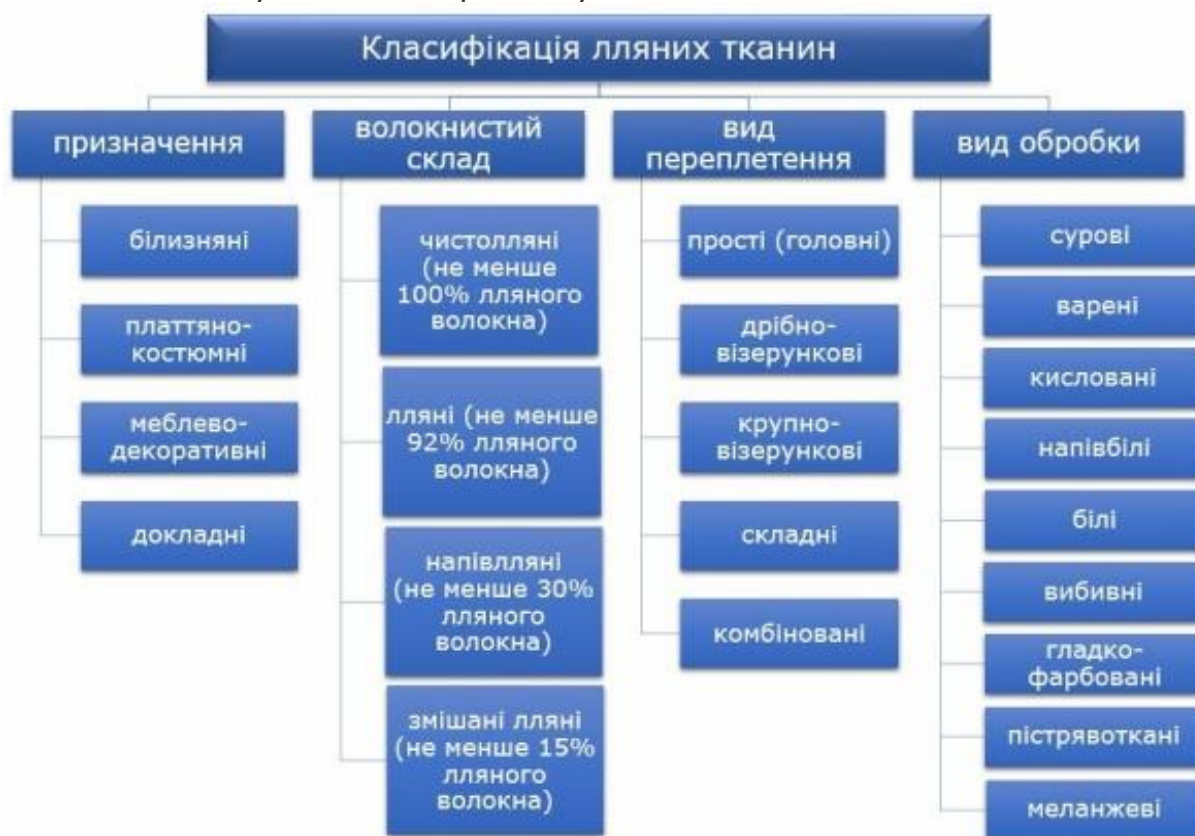 Класифікація лляних тканин
призначення
білизняні
платтяно-
костюмні
меблево-
декоративні
докладні
волокнистий
склад
чистолляні
(не менше
100% лляного
волокна)
лляні (не менше
92% лляного
волокна)
напівлляні
(не менше 30%
лляного
волокна)
змішані лляні
(не менше 15%
лляного
волокна)
вид
переплетення
прості (головні)
дрібно-
візерункові
крупно-
візерункові
складні
комбіновані
вид обробки
сурові
варені
кисловані
напівбілі
білі
вибивні
гладко-
фарбовані
пістрявоткані
меланжеві